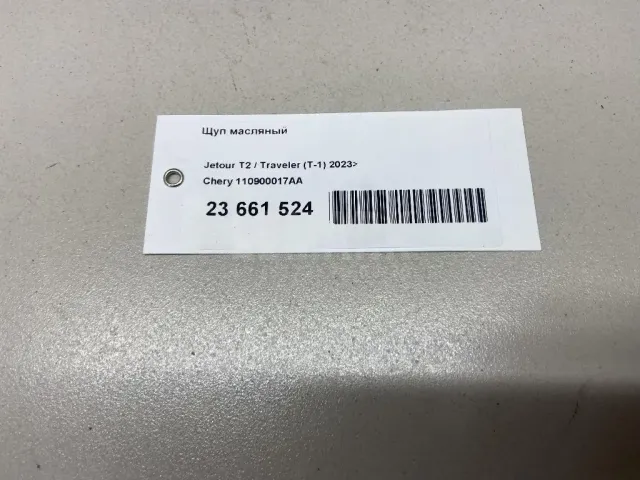 Щуп масляный
Jetour T2 / Traveler (T-1) 2023>
Chery 110900017AA
23 661 524